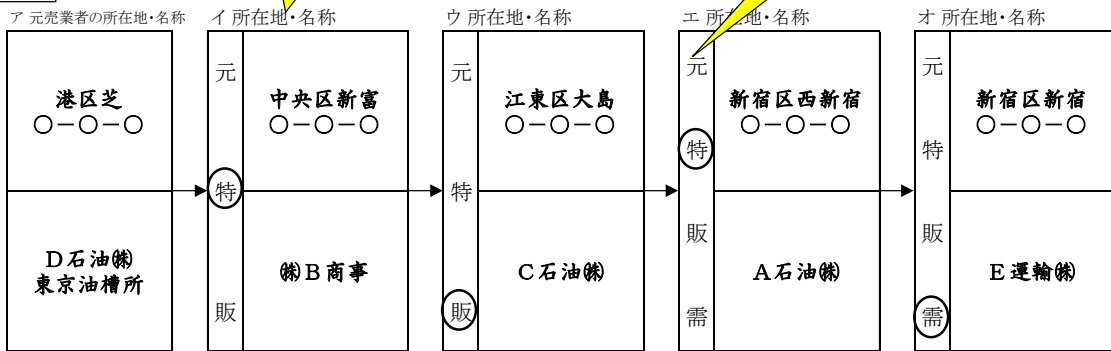 ア 元売業者の所在地・名称
イ 所在地・名称
ウ 所在地・名称
エ 所在地・名称
オ 所在地・名称
港区芝
○-○-○
D石油㈱
東京油槽所
元
特
販
中央区新富
○-○-○
㈱B商事
元
特
販
江東区大島
○-○-○
C石油㈱
元
特
販
需
新宿区西新宿
○-○-○
A石油㈱
元
特
販
需
新宿区新宿
○-○-○
E運輸㈱